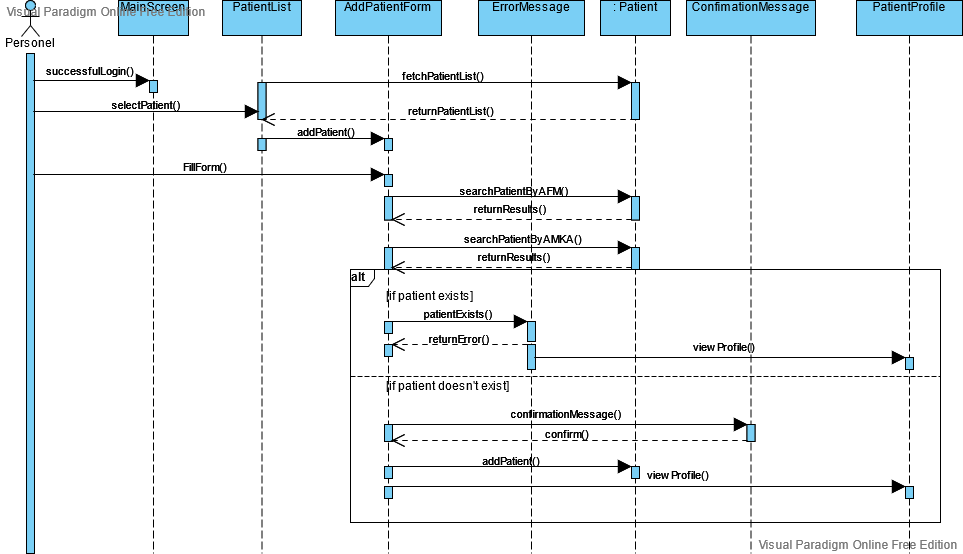 Visual Paradigm Online Free Edition
MainScreen
PatientList
AddPatientForm
ErrorMessage
: Patient
ConfimationMessage
PatientProfile
Personel
successfulLogin()
fetchPatientList()
selectPatient()
returnPatientList()
addPatient()
FillForm()
searchPatientByAFM()
returnResults()
searchPatientByAMKA()
returnResults()
alt
[if patient exists]
patientExists()
returnError()
view Profile()
[if patient doesn't exist]
confirmationMessage()
confirm()
addPatient()
view Profile()
Visual Paradigm Online Free Edition